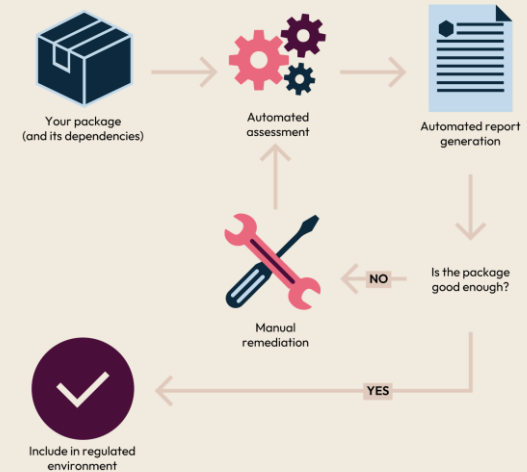 Your package
(and its dependencies)
Automated
assessment
Automated report
generation
Is the package
good enough?
NO
Manual
remediation
YES
Include in regulated
environment